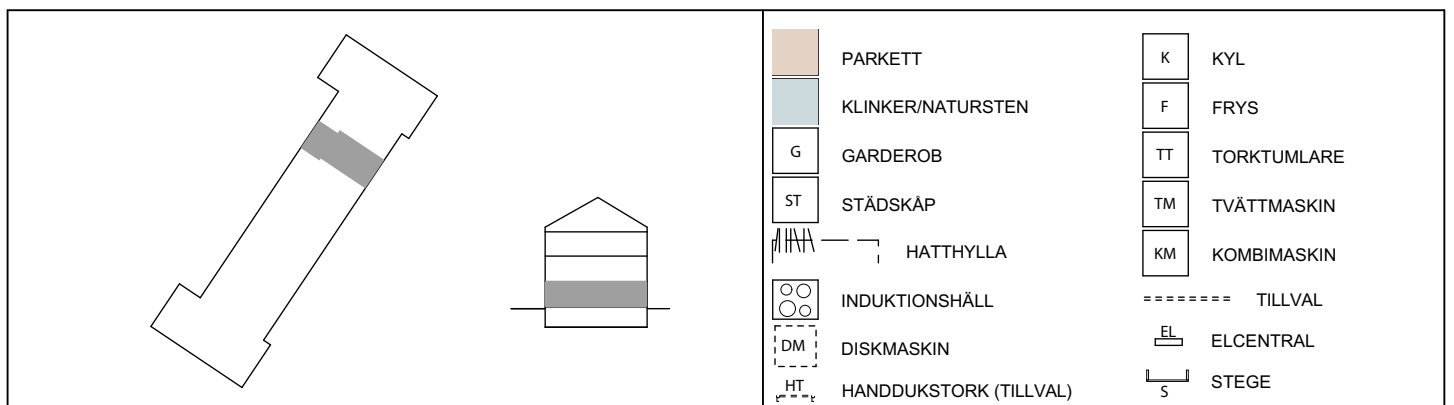 PARKETT
KLINKER/NATURSTEN
G GARDEROB
ST STÄDSKÅP
HATTHYLLA
INDUKTIONSHÄLL
DM DISKMASKIN
HT HANDDUKSTORK (TILLVAL)
K KYL
F FRYS
TT TORKTUMLARE
TM TVÄTTMASKIN
KM KOMBIMASKIN
TILLVAL
EL ELCENTRAL
S STEGE